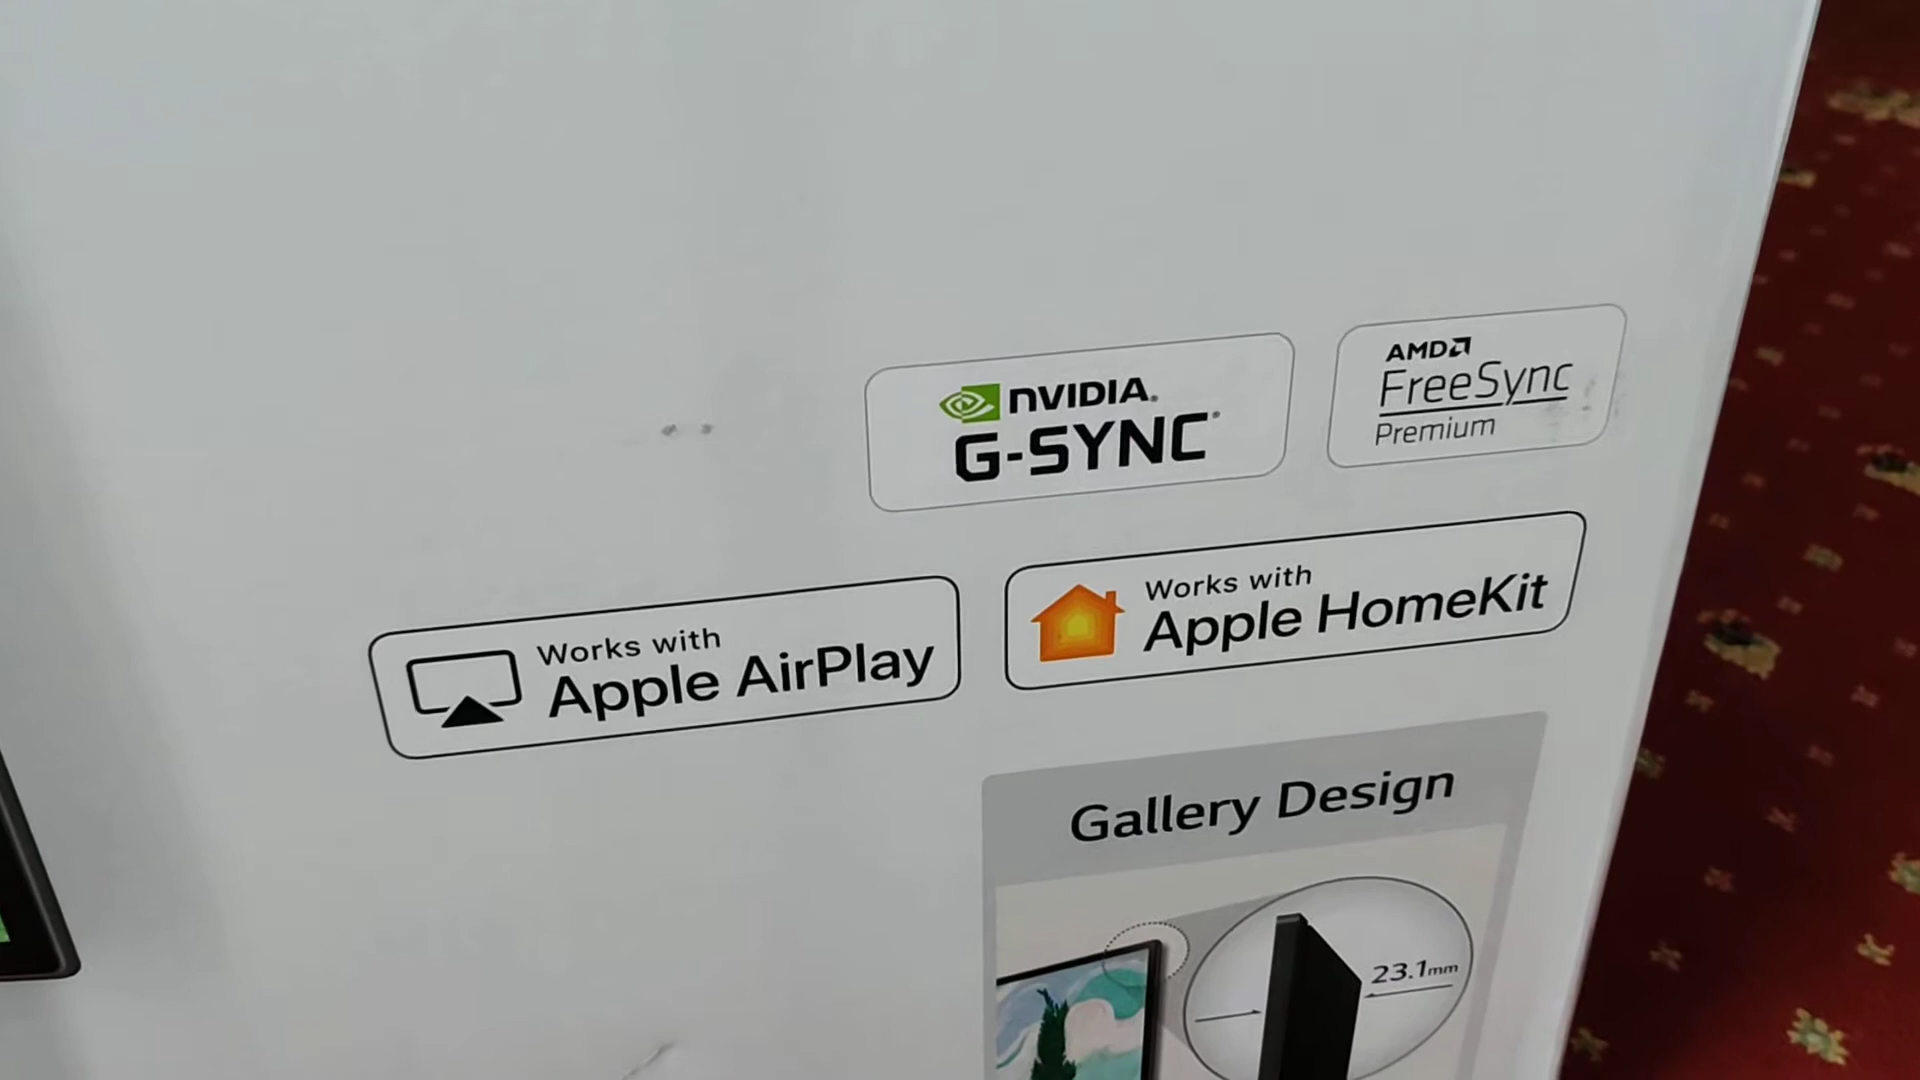 NVIDIA.
G-SYNC®
AMD
FreeSync
Premium
Works with
Apple AirPlay
Works with
Apple HomeKit
Gallery Design
23.1mm